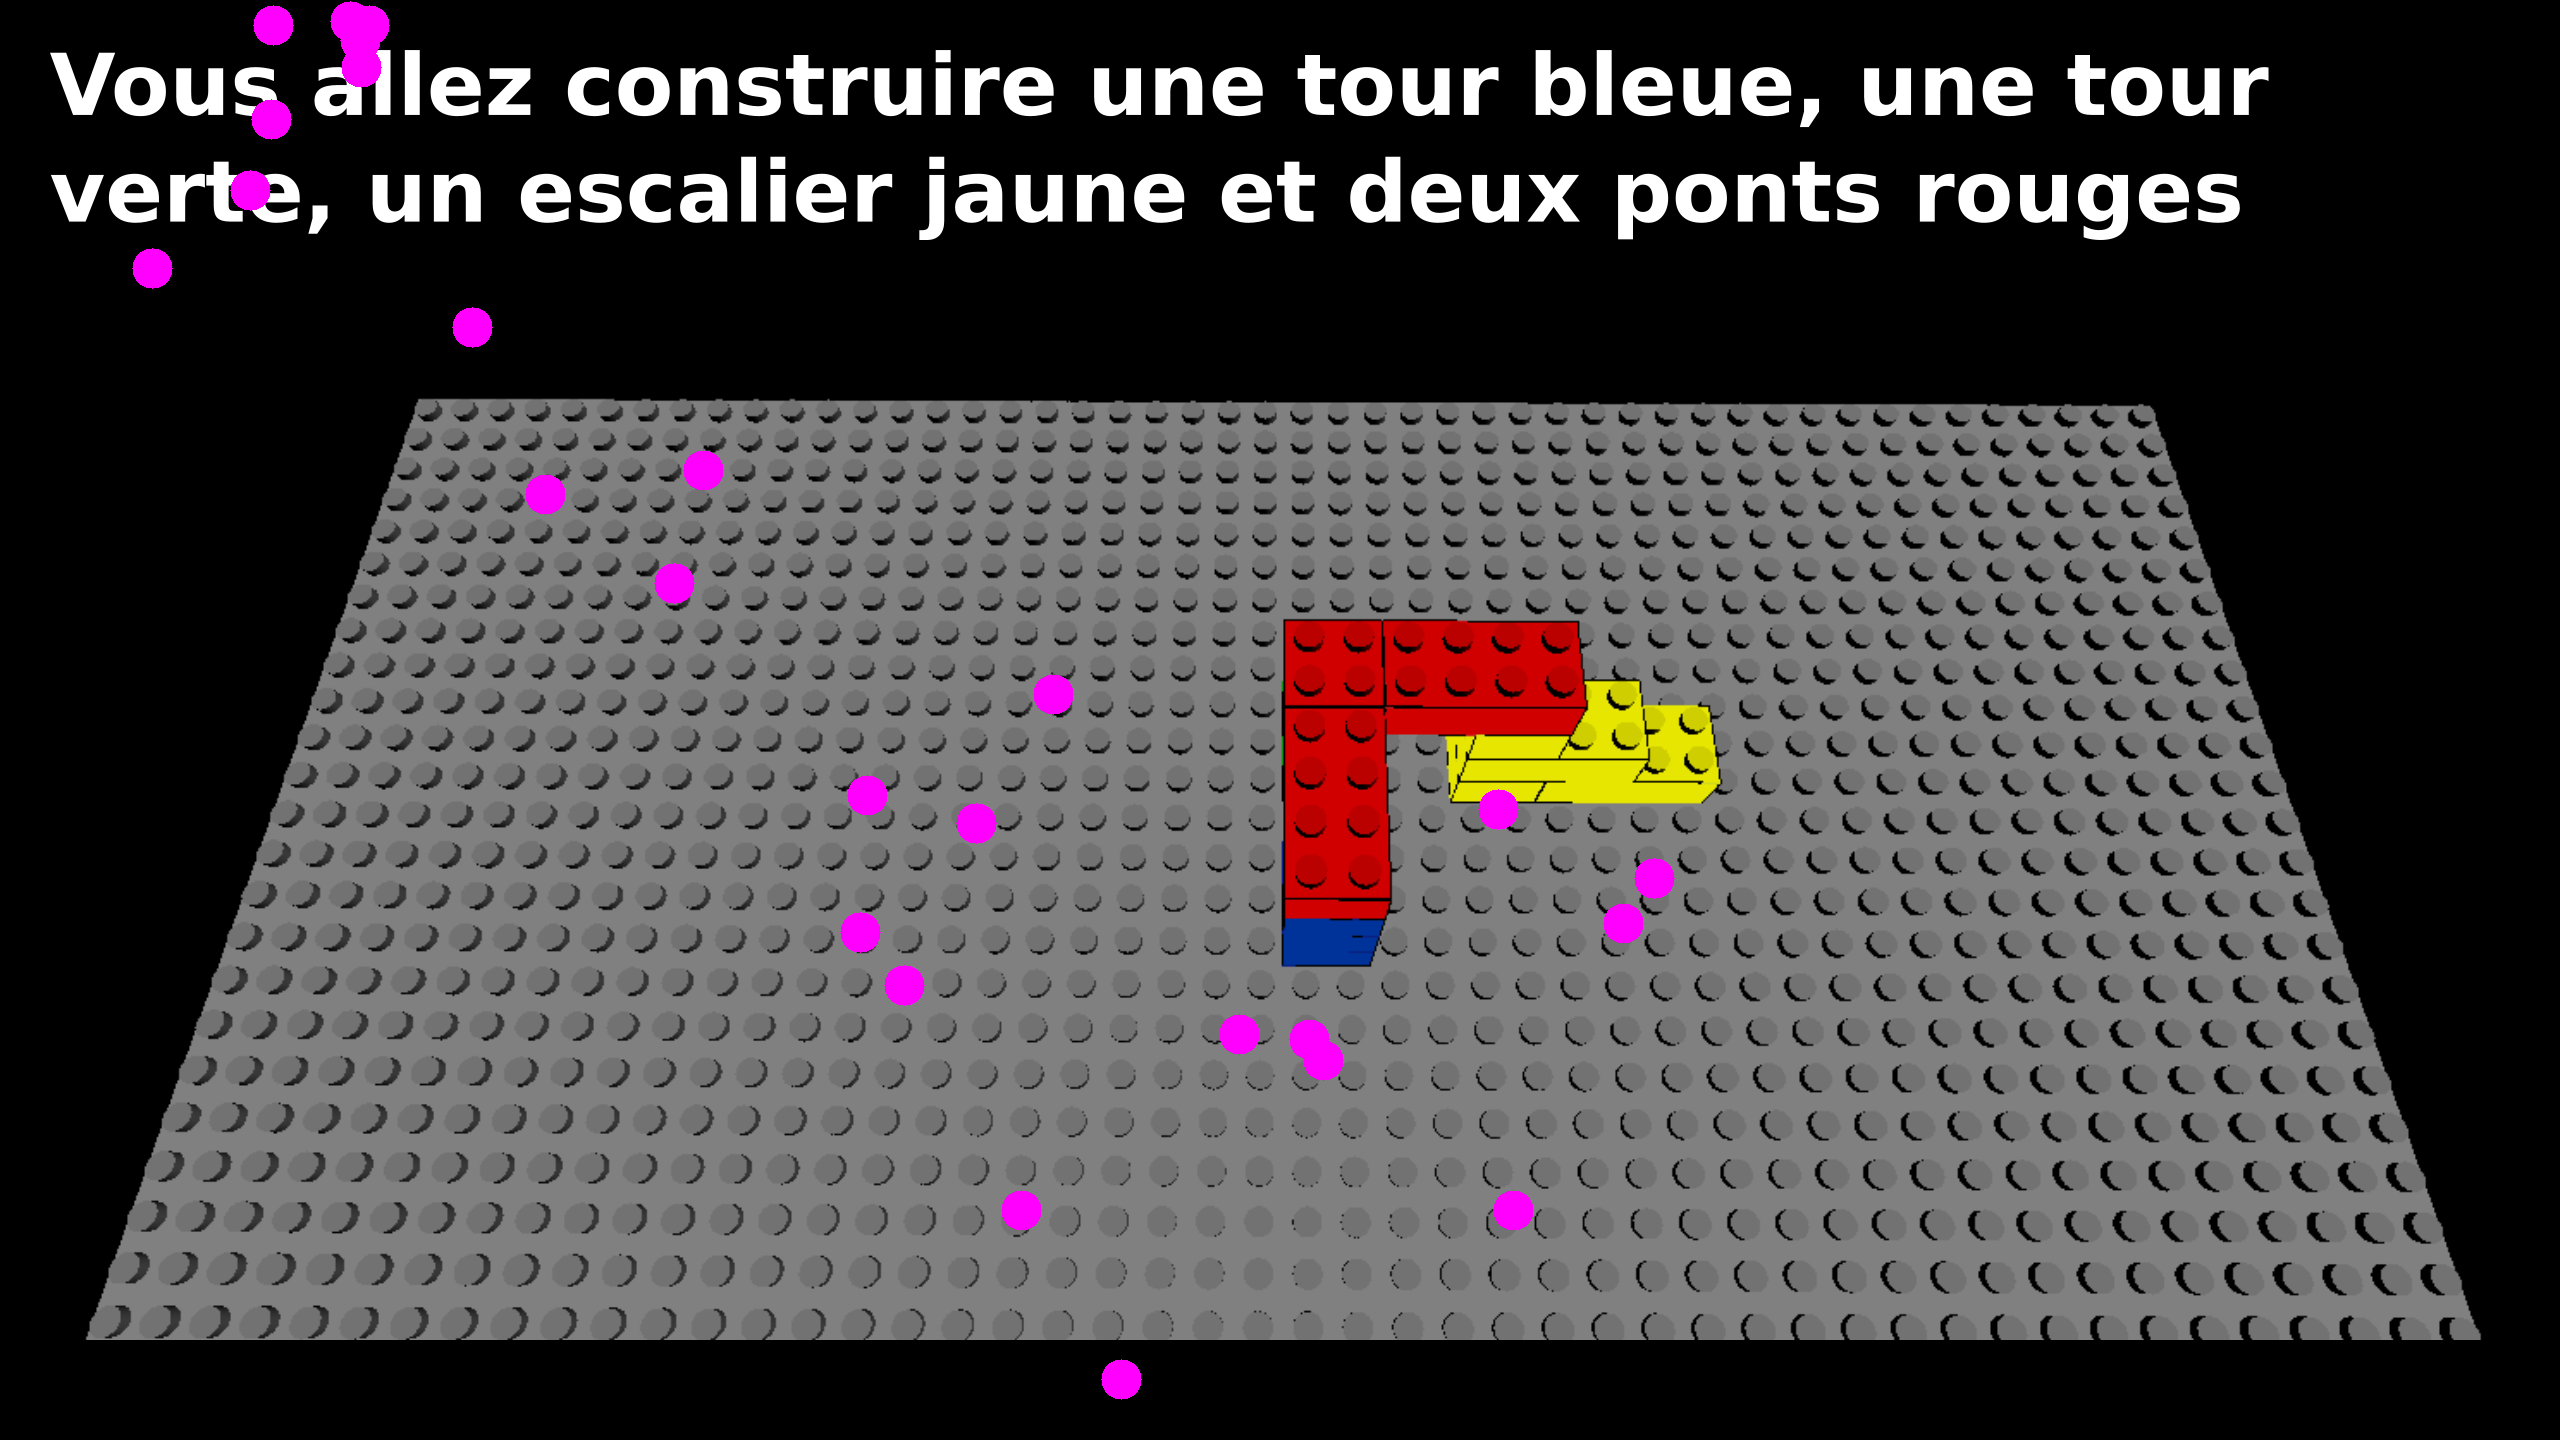 Vous allez construire une tour bleue, une tour
verte, un escalier jaune et deux ponts rouges